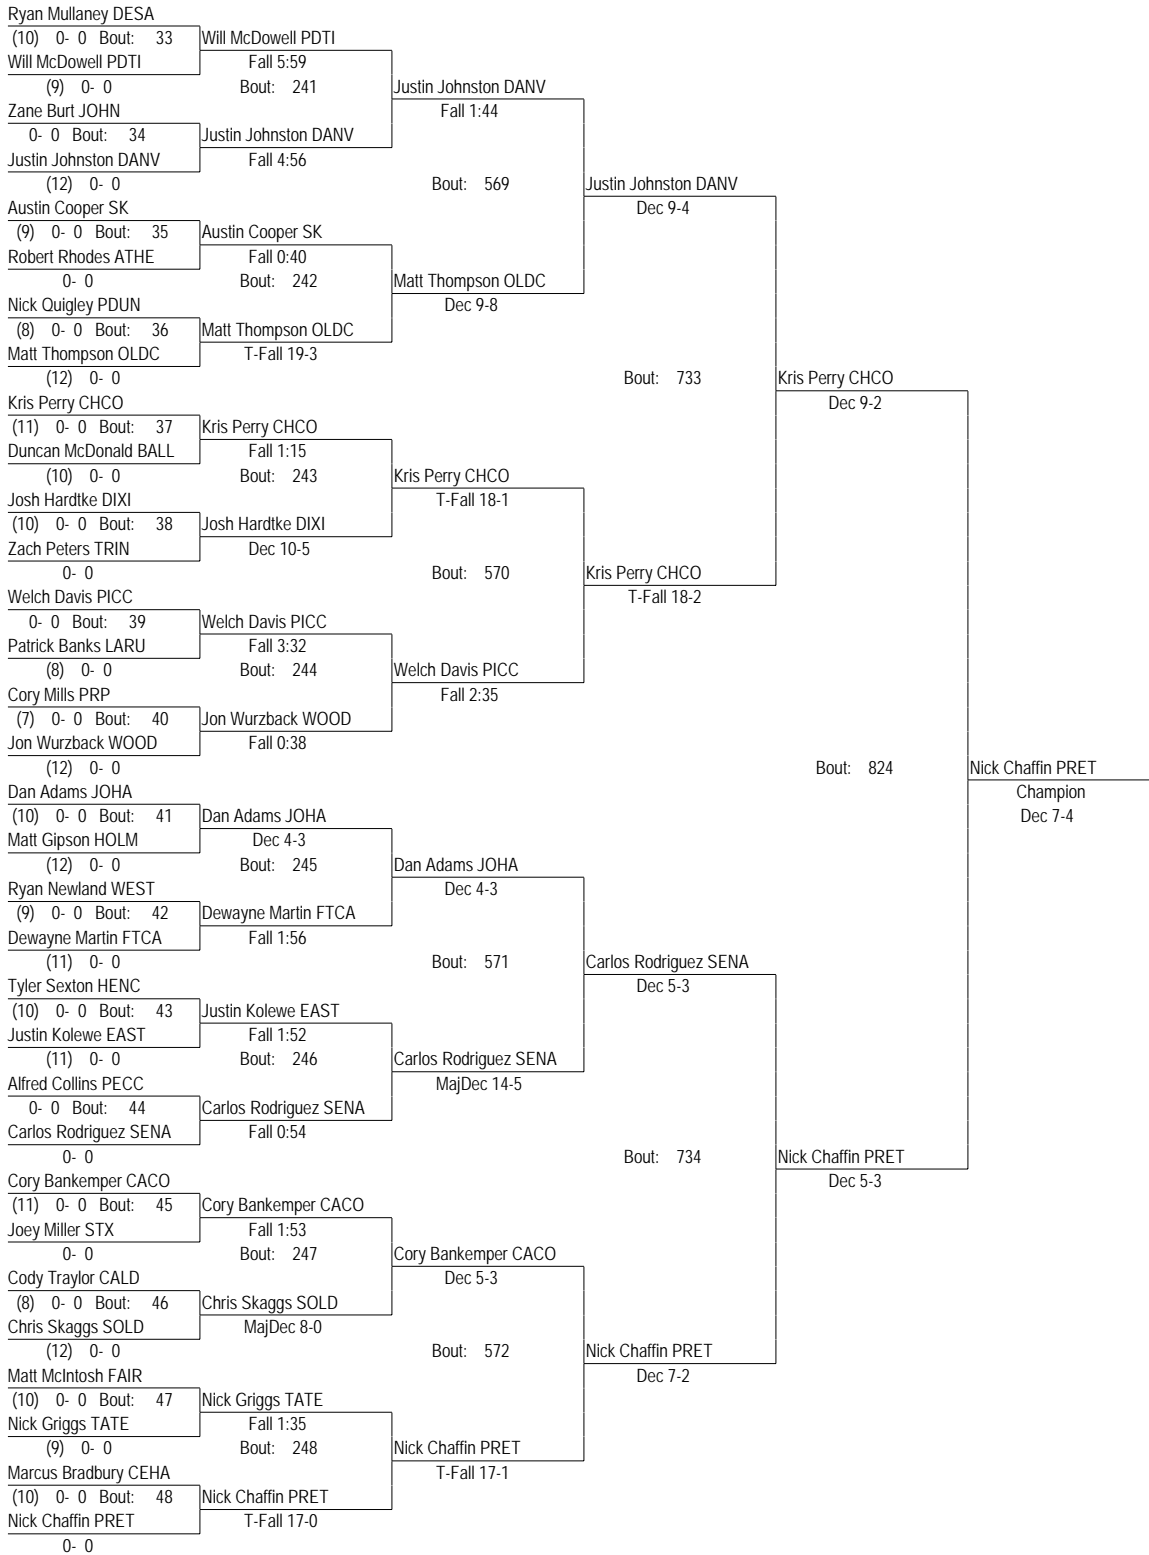 Ryan Mullaney DESA
(10) 0- 0 Bout: 33 Will McDowell PDTI
Will McDowell PDTI Fall 5:59
(9) 0- 0 Bout: 241 Justin Johnston DANV
Zane Burt JOHN Fall 1:44
0- 0 Bout: 34 Justin Johnston DANV
Justin Johnston DANV Fall 4:56
(12) 0- 0 Bout: 569 Justin Johnston DANV
Austin Cooper SK Dec 9-4
(9) 0- 0 Bout: 35 Austin Cooper SK
Robert Rhodes ATHE Fall 0:40
0- 0 Bout: 242 Matt Thompson OLDC
Nick Quigley PDUN Dec 9-8
(8) 0- 0 Bout: 36 Matt Thompson OLDC
Matt Thompson OLDC T-Fall 19-3
(12) 0- 0 Bout: 733 Kris Perry CHCO
Kris Perry CHCO Dec 9-2
(11) 0- 0 Bout: 37 Kris Perry CHCO
Duncan McDonald BALL Fall 1:15
(10) 0- 0 Bout: 243 Kris Perry CHCO
Josh Hardtke DIXI T-Fall 18-1
(10) 0- 0 Bout: 38 Josh Hardtke DIXI
Zach Peters TRIN Dec 10-5
0- 0 Bout: 570 Kris Perry CHCO
Welch Davis PICC T-Fall 18-2
0- 0 Bout: 39 Welch Davis PICC
Patrick Banks LARU Fall 3:32
(8) 0- 0 Bout: 244 Welch Davis PICC
Cory Mills PRP Fall 2:35
(7) 0- 0 Bout: 40 Jon Wurzback WOOD
Jon Wurzback WOOD Fall 0:38
(12) 0- 0 Bout: 824 Nick Chaffin PRET
Dan Adams JOHA Champion
(10) 0- 0 Bout: 41 Dan Adams JOHA Dec 7-4
Matt Gipson HOLM Dec 4-3
(12) 0- 0 Bout: 245 Dan Adams JOHA
Ryan Newland WEST Dec 4-3
(9) 0- 0 Bout: 42 Dewayne Martin FTCA
Dewayne Martin FTCA Fall 1:56
(11) 0- 0 Bout: 571 Carlos Rodriguez SENA
Tyler Sexton HENC Dec 5-3
(10) 0- 0 Bout: 43 Justin Kolewe EAST
Justin Kolewe EAST Fall 1:52
(11) 0- 0 Bout: 246 Carlos Rodriguez SENA
Alfred Collins PECC MajDec 14-5
0- 0 Bout: 44 Carlos Rodriguez SENA
Carlos Rodriguez SENA Fall 0:54
0- 0 Bout: 734 Nick Chaffin PRET
Cory Bankemper CACO Dec 5-3
(11) 0- 0 Bout: 45 Cory Bankemper CACO
Joey Miller STX Fall 1:53
0- 0 Bout: 247 Cory Bankemper CACO
Cody Traylor CALD Dec 5-3
(8) 0- 0 Bout: 46 Chris Skaggs SOLD
Chris Skaggs SOLD MajDec 8-0
(12) 0- 0 Bout: 572 Nick Chaffin PRET
Matt McIntosh FAIR Dec 7-2
(10) 0- 0 Bout: 47 Nick Griggs TATE
Nick Griggs TATE Fall 1:35
(9) 0- 0 Bout: 248 Nick Chaffin PRET
Marcus Bradbury CEHA T-Fall 17-1
(10) 0- 0 Bout: 48 Nick Chaffin PRET
Nick Chaffin PRET T-Fall 17-0
0- 0